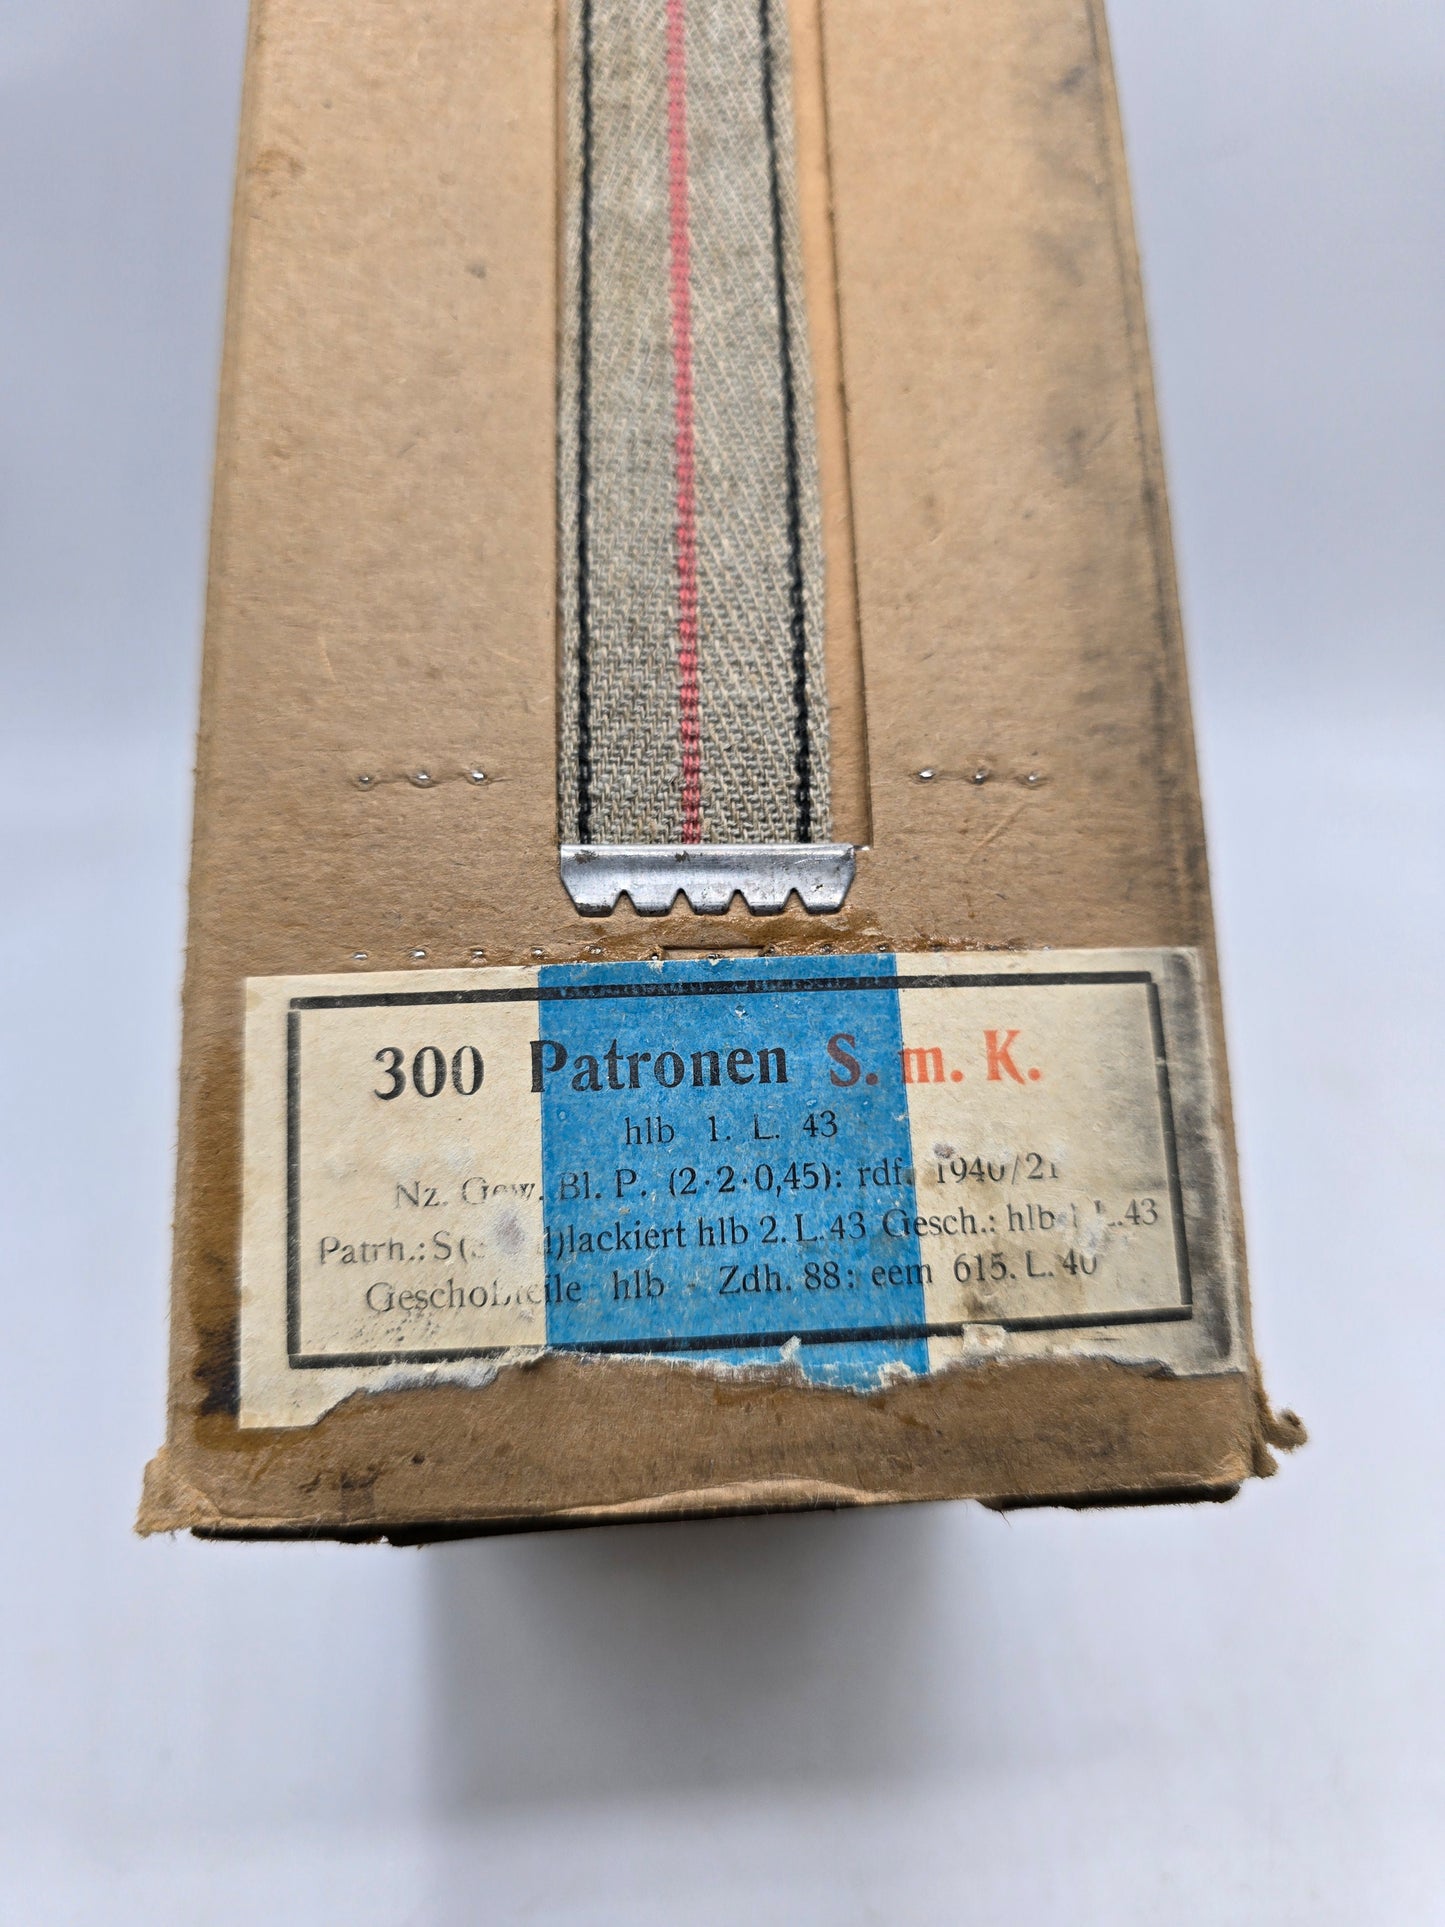 300 Patronen S. m. K.
hlb 1. L. 43
Nz. Gew. Bl. P. (2·2·0,45): rdf. 1940/21
Patrh.: S lackiert hlb 2. L. 43 Gesch.: hlb L.43
Geschoßteile hlb - Zdh. 88: eem 615. L. 40